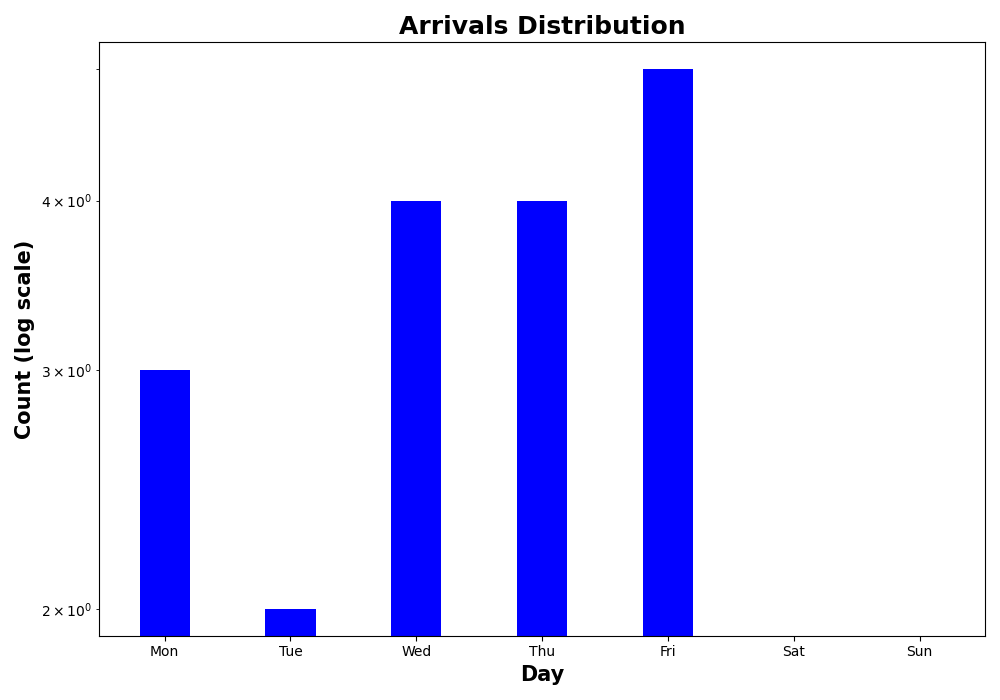 Arrivals Distribution
Count (log scale)
4 × 10⁰
3 × 10⁰
2 × 10⁰
Mon Tue Wed Thu Fri Sat Sun
Day